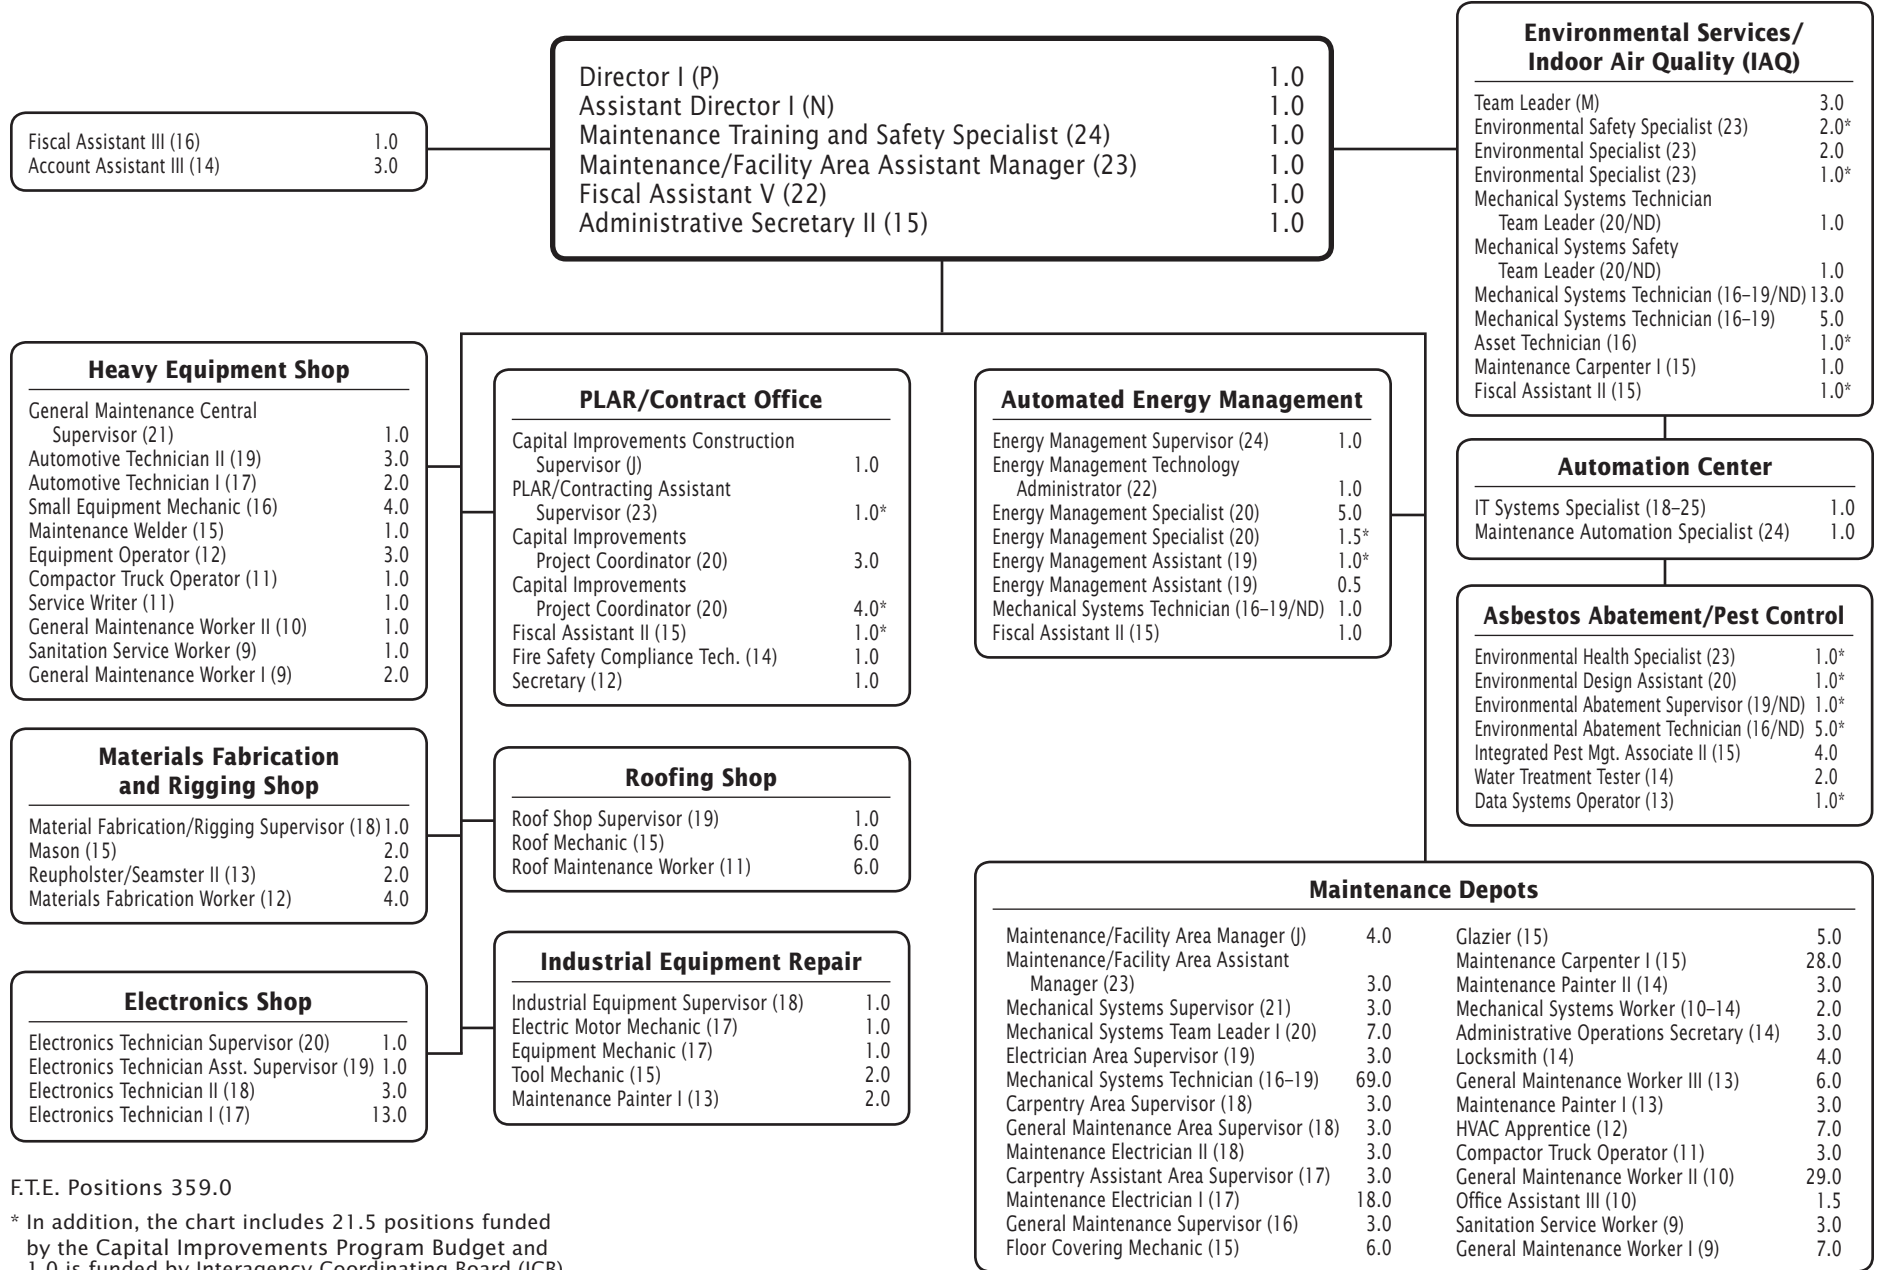 Director I (P) 1.0
Assistant Director I (N) 1.0
Maintenance Training and Safety Specialist (24) 1.0
Maintenance/Facility Area Assistant Manager (23) 1.0
Fiscal Assistant V (22) 1.0
Administrative Secretary II (15) 1.0
Fiscal Assistant III (16) 1.0
Account Assistant III (14) 3.0
Environmental Services/
Indoor Air Quality (IAQ)
Team Leader (M) 3.0
Environmental Safety Specialist (23) 2.0*
Environmental Specialist (23) 2.0
Environmental Specialist (23) 1.0*
Mechanical Systems Technician
Team Leader (20/ND) 1.0
Mechanical Systems Safety
Team Leader (20/ND) 1.0
Mechanical Systems Technician (16–19/ND) 13.0
Mechanical Systems Technician (16–19) 5.0
Asset Technician (16) 1.0*
Maintenance Carpenter I (15) 1.0
Fiscal Assistant II (15) 1.0*
Automation Center
IT Systems Specialist (18–25) 1.0
Maintenance Automation Specialist (24) 1.0
Asbestos Abatement/Pest Control
Environmental Health Specialist (23) 1.0*
Environmental Design Assistant (20) 1.0*
Environmental Abatement Supervisor (19/ND) 1.0*
Environmental Abatement Technician (16/ND) 5.0*
Integrated Pest Mgt. Associate II (15) 4.0
Water Treatment Tester (14) 2.0
Data Systems Operator (13) 1.0*
Heavy Equipment Shop
General Maintenance Central
Supervisor (21) 1.0
Automotive Technician II (19) 3.0
Automotive Technician I (17) 2.0
Small Equipment Mechanic (16) 4.0
Maintenance Welder (15) 1.0
Equipment Operator (12) 3.0
Compactor Truck Operator (11) 1.0
Service Writer (11) 1.0
General Maintenance Worker II (10) 1.0
Sanitation Service Worker (9) 1.0
General Maintenance Worker I (9) 2.0
PLAR/Contract Office
Capital Improvements Construction
Supervisor (J) 1.0
PLAR/Contracting Assistant
Supervisor (23) 1.0*
Capital Improvements
Project Coordinator (20) 3.0
Capital Improvements
Project Coordinator (20) 4.0*
Fiscal Assistant II (15) 1.0*
Fire Safety Compliance Tech. (14) 1.0
Secretary (12) 1.0
Automated Energy Management
Energy Management Supervisor (24) 1.0
Energy Management Technology
Administrator (22) 1.0
Energy Management Specialist (20) 5.0
Energy Management Specialist (20) 1.5*
Energy Management Assistant (19) 1.0*
Energy Management Assistant (19) 0.5
Mechanical Systems Technician (16–19/ND) 1.0
Fiscal Assistant II (15) 1.0
Materials Fabrication
and Rigging Shop
Material Fabrication/Rigging Supervisor (18) 1.0
Mason (15) 2.0
Reupholster/Seamster II (13) 2.0
Materials Fabrication Worker (12) 4.0
Roofing Shop
Roof Shop Supervisor (19) 1.0
Roof Mechanic (15) 6.0
Roof Maintenance Worker (11) 6.0
Electronics Shop
Electronics Technician Supervisor (20) 1.0
Electronics Technician Asst. Supervisor (19) 1.0
Electronics Technician II (18) 3.0
Electronics Technician I (17) 13.0
Industrial Equipment Repair
Industrial Equipment Supervisor (18) 1.0
Electric Motor Mechanic (17) 1.0
Equipment Mechanic (17) 1.0
Tool Mechanic (15) 2.0
Maintenance Painter I (13) 2.0
Maintenance Depots
Maintenance/Facility Area Manager (J) 4.0
Maintenance/Facility Area Assistant
Manager (23) 3.0
Mechanical Systems Supervisor (21) 3.0
Mechanical Systems Team Leader I (20) 7.0
Electrician Area Supervisor (19) 3.0
Mechanical Systems Technician (16–19) 69.0
Carpentry Area Supervisor (18) 3.0
General Maintenance Area Supervisor (18) 3.0
Maintenance Electrician II (18) 3.0
Carpentry Assistant Area Supervisor (17) 3.0
Maintenance Electrician I (17) 18.0
General Maintenance Supervisor (16) 3.0
Floor Covering Mechanic (15) 6.0
Glazier (15) 5.0
Maintenance Carpenter I (15) 28.0
Maintenance Painter II (14) 3.0
Mechanical Systems Worker (10–14) 2.0
Administrative Operations Secretary (14) 3.0
Locksmith (14) 4.0
General Maintenance Worker III (13) 6.0
Maintenance Painter I (13) 3.0
HVAC Apprentice (12) 7.0
Compactor Truck Operator (11) 3.0
General Maintenance Worker II (10) 29.0
Office Assistant III (10) 1.5
Sanitation Service Worker (9) 3.0
General Maintenance Worker I (9) 7.0
F.T.E. Positions 359.0
* In addition, the chart includes 21.5 positions funded
by the Capital Improvements Program Budget and
1.0 is funded by Interagency Coordinating Board (ICB)